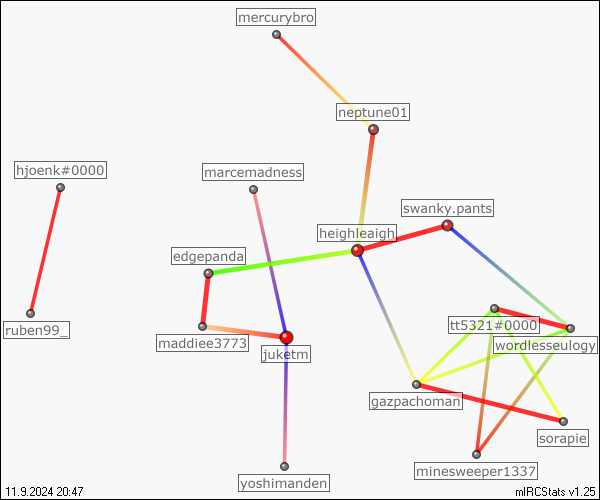 mercurybro
neptune01
hjoenk#0000
marcemadness
swanky.pants
heighleaigh
edgepanda
tt5321#0000
ruben99_
maddiee3773
wordlesseulogy
juketm
gazpachoman
sorapie
minesweeper1337
yoshimanden
11.9.2024 20:47
mIRCStats v1.25